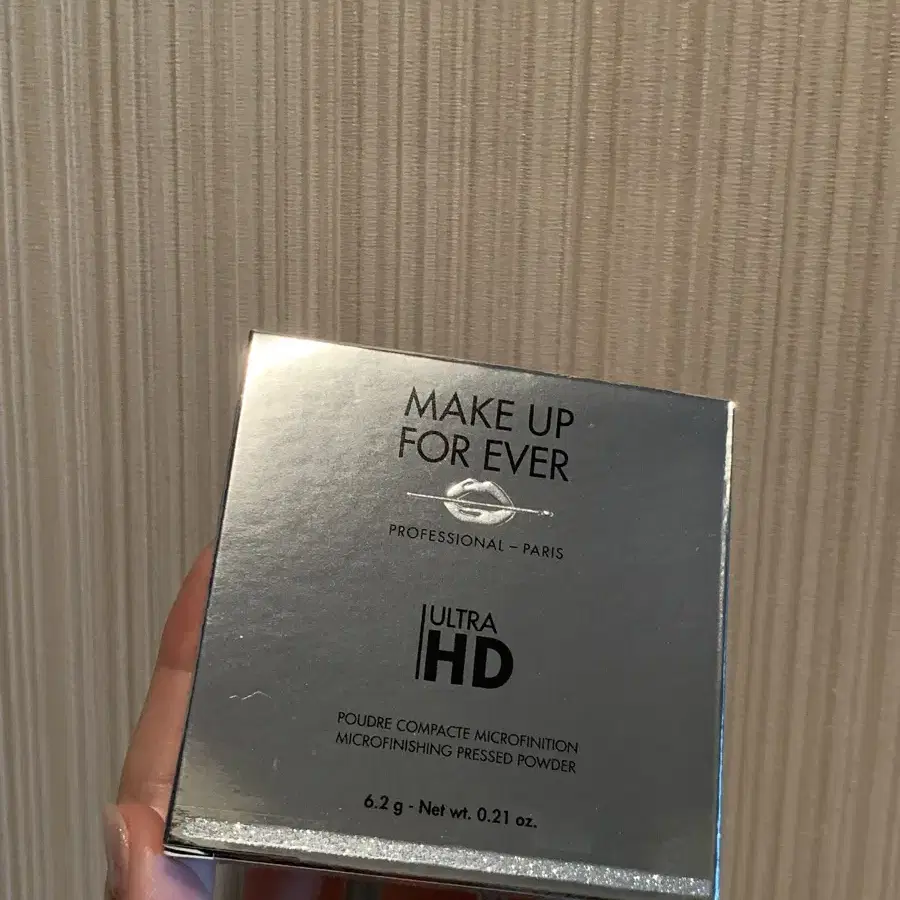 MAKE UP
FOR EVER
PROFESSIONAL – PARIS
ULTRA
HD
POUDRE COMPACTE MICROFINITION
MICROFINISHING PRESSED POWDER
6.2 g - Net wt. 0.21 oz.